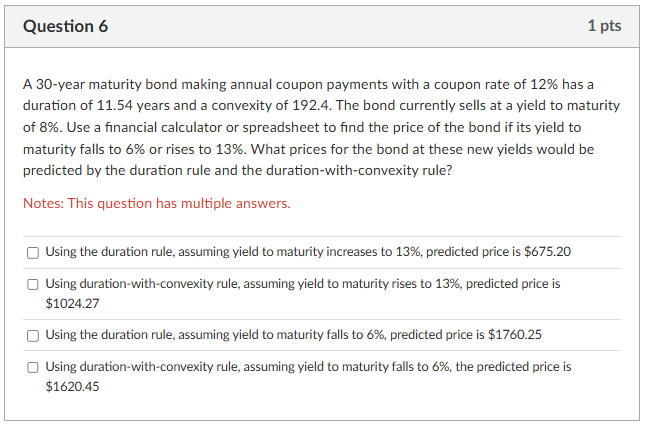 Question 6
1 pts
A 30-year maturity bond making annual coupon payments with a coupon rate of 12% has a
duration of 11.54 years and a convexity of 192.4. The bond currently sells at a yield to maturity
of 8%. Use a financial calculator or spreadsheet to find the price of the bond if its yield to
maturity falls to 6% or rises to 13%. What prices for the bond at these new yields would be
predicted by the duration rule and the duration-with-convexity rule?
Notes: This question has multiple answers.
Using the duration rule, assuming yield to maturity increases to 13%, predicted price is $675.20
Using duration-with-convexity rule, assuming yield to maturity rises to 13%, predicted price is
$1024.27
Using the duration rule, assuming yield to maturity falls to 6%, predicted price is $1760.25
Using duration-with-convexity rule, assuming yield to maturity falls to 6%, the predicted price is
$1620.45